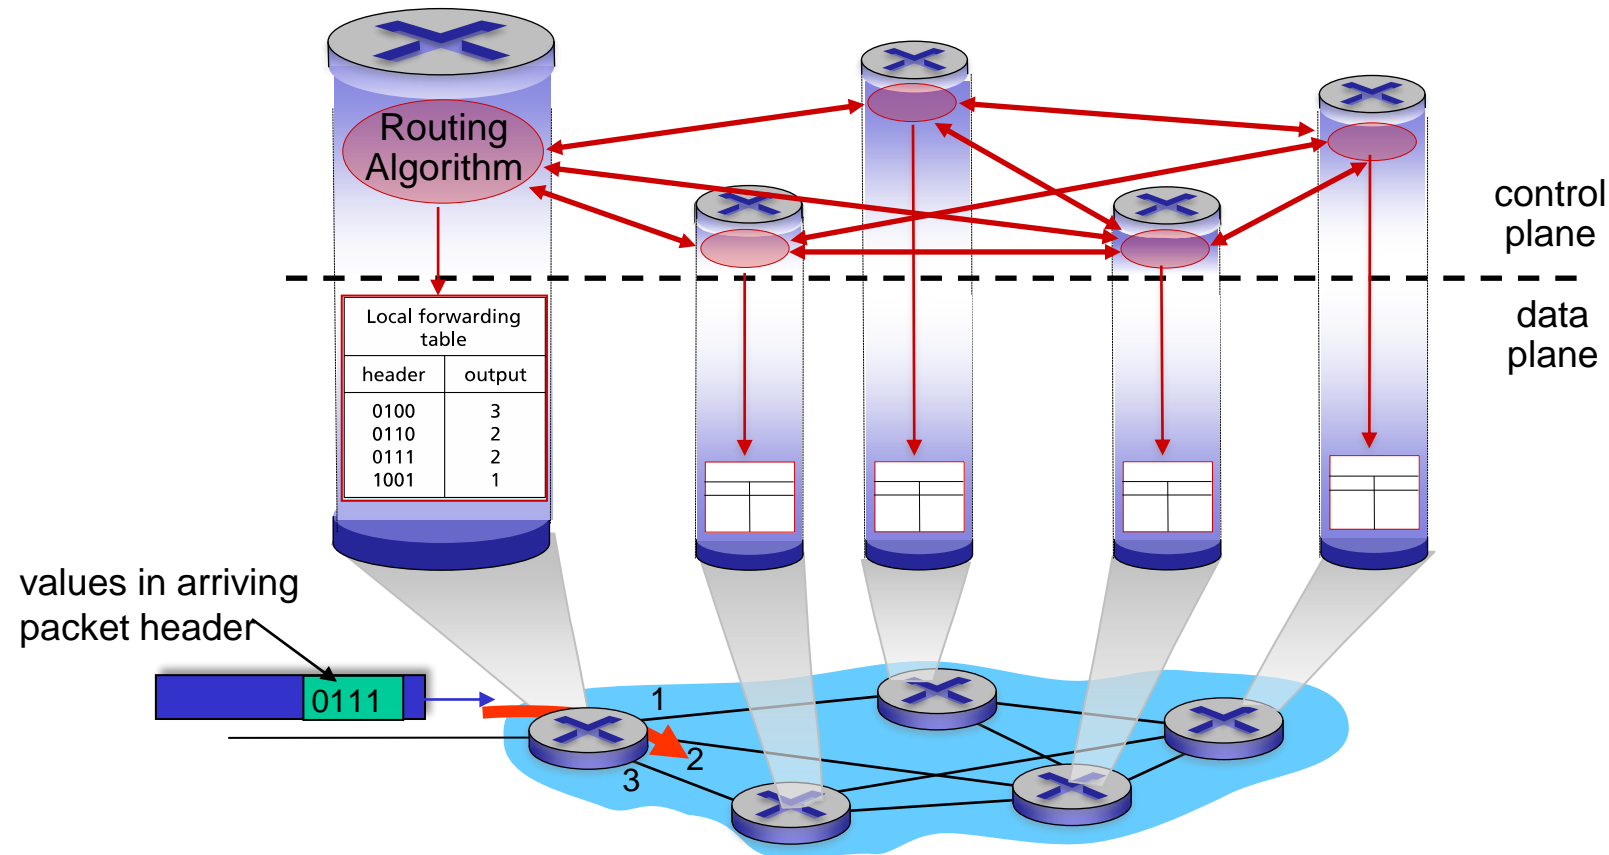 Routing
Algorithm
control
plane
data
plane
Local forwarding
table
header output
0100 3
0110 2
0111 2
1001 1
values in arriving
packet header
0111
1
2
3